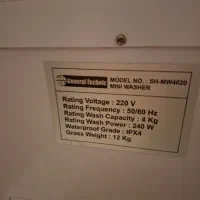 General Technic
MODEL NO. : SH-MW4020
MINI WASHER
Rating Voltage : 220 V
Rating Frequency : 50/60 Hz
Rating Wash Capacity : 4 Kg
Rating Wash Power : 240 W
Waterproof Grade : IPX4
Gross Weight : 12 Kg